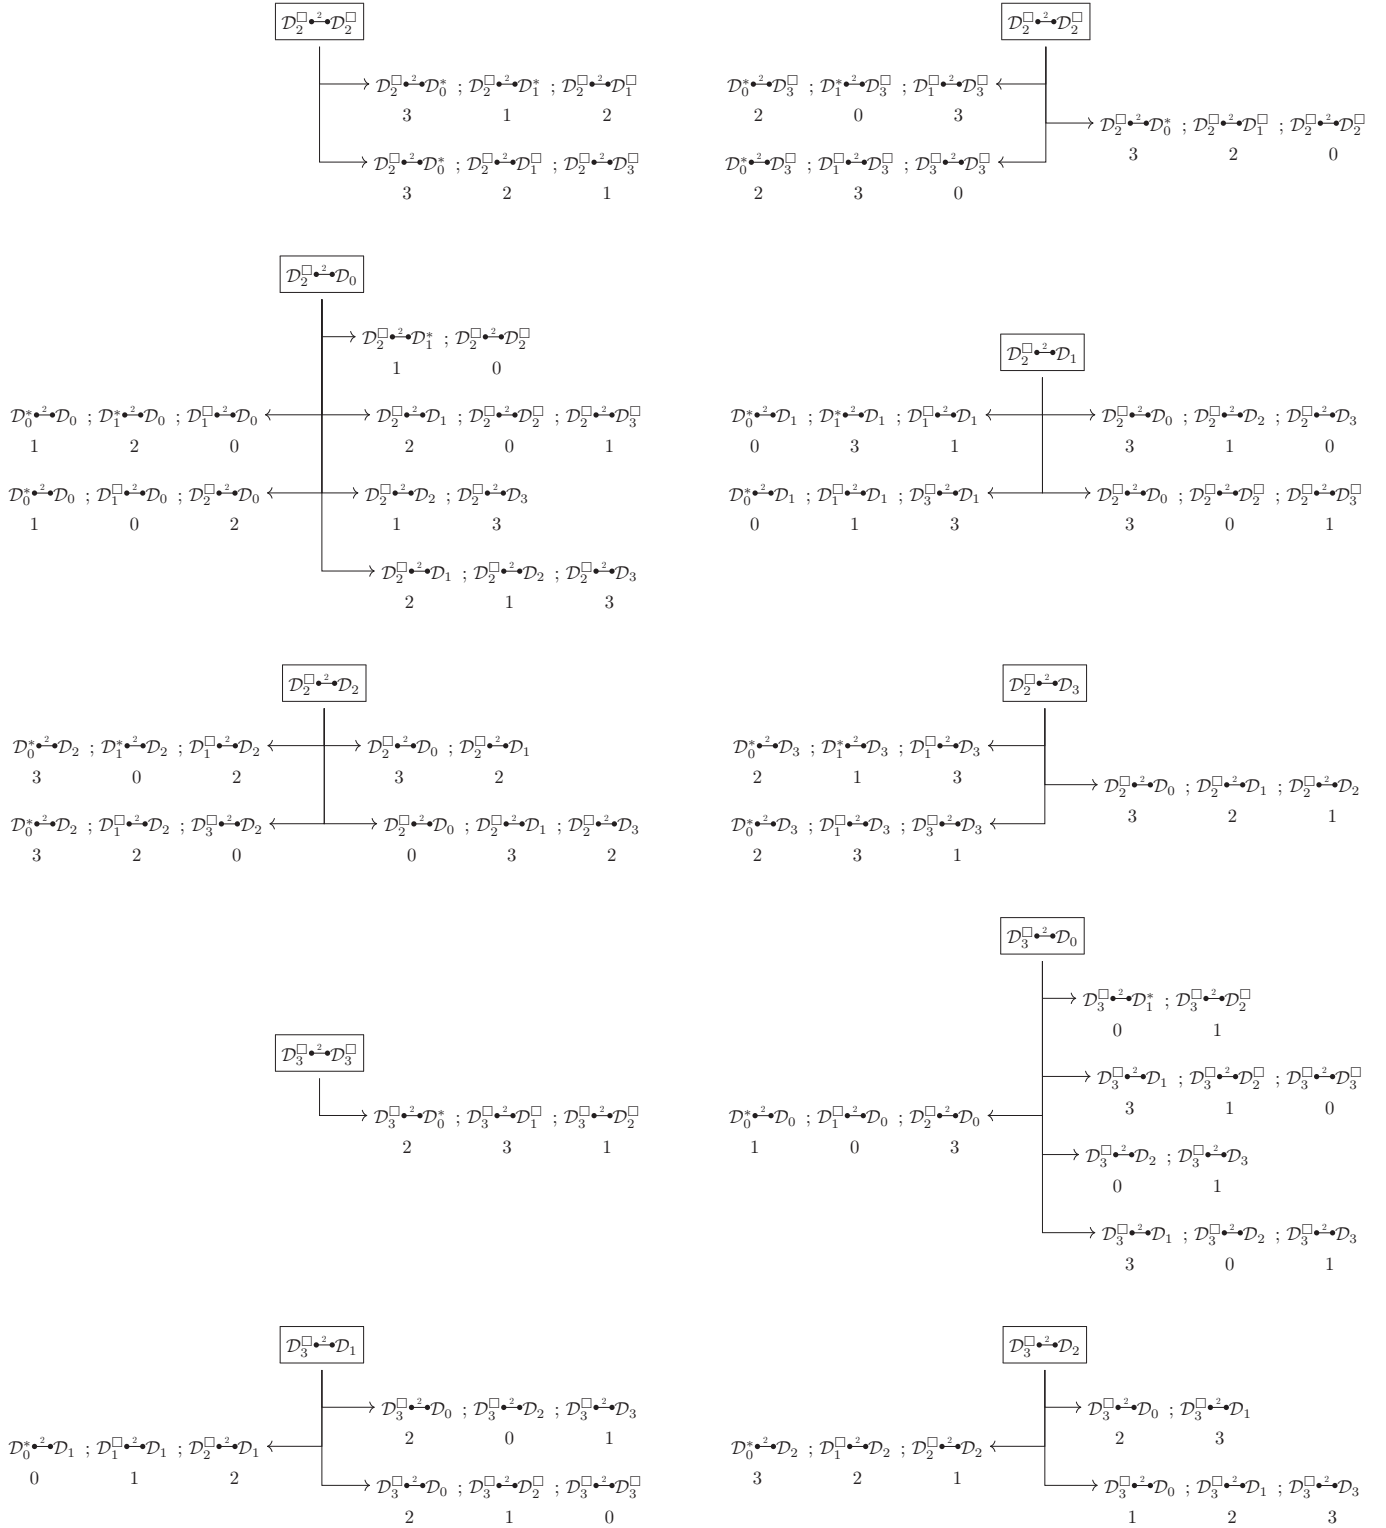 𝒟₂^□ •—²—• 𝒟₂^□
𝒟₂^□ •—²—• 𝒟₀^* ; 𝒟₂^□ •—²—• 𝒟₁^* ; 𝒟₂^□ •—²—• 𝒟₁^□
3 1 2
𝒟₂^□ •—²—• 𝒟₀^* ; 𝒟₂^□ •—²—• 𝒟₁^□ ; 𝒟₂^□ •—²—• 𝒟₃^□
3 2 1
𝒟₂^□ •—²—• 𝒟₂^□
𝒟₀^* •—²—• 𝒟₃^□ ; 𝒟₁^* •—²—• 𝒟₃^□ ; 𝒟₁^□ •—²—• 𝒟₃^□
2 0 3
𝒟₂^□ •—²—• 𝒟₀^* ; 𝒟₂^□ •—²—• 𝒟₁^□ ; 𝒟₂^□ •—²—• 𝒟₂^□
3 2 0
𝒟₀^* •—²—• 𝒟₃^□ ; 𝒟₁^□ •—²—• 𝒟₃^□ ; 𝒟₃^□ •—²—• 𝒟₃^□
2 3 0
𝒟₂^□ •—²—• 𝒟₀
𝒟₂^□ •—²—• 𝒟₁^* ; 𝒟₂^□ •—²—• 𝒟₂^□
1 0
𝒟₀^* •—²—• 𝒟₀ ; 𝒟₁^* •—²—• 𝒟₀ ; 𝒟₁^□ •—²—• 𝒟₀ 𝒟₂^□ •—²—• 𝒟₁ ; 𝒟₂^□ •—²—• 𝒟₂^□ ; 𝒟₂^□ •—²—• 𝒟₃^□
1 2 0 2 0 1
𝒟₀^* •—²—• 𝒟₀ ; 𝒟₁^□ •—²—• 𝒟₀ ; 𝒟₂^□ •—²—• 𝒟₀ 𝒟₂^□ •—²—• 𝒟₂ ; 𝒟₂^□ •—²—• 𝒟₃
1 0 2 1 3
𝒟₂^□ •—²—• 𝒟₁ ; 𝒟₂^□ •—²—• 𝒟₂ ; 𝒟₂^□ •—²—• 𝒟₃
2 1 3
𝒟₂^□ •—²—• 𝒟₁
𝒟₀^* •—²—• 𝒟₁ ; 𝒟₁^* •—²—• 𝒟₁ ; 𝒟₁^□ •—²—• 𝒟₁ 𝒟₂^□ •—²—• 𝒟₀ ; 𝒟₂^□ •—²—• 𝒟₂ ; 𝒟₂^□ •—²—• 𝒟₃
0 3 1 3 1 0
𝒟₀^* •—²—• 𝒟₁ ; 𝒟₁^□ •—²—• 𝒟₁ ; 𝒟₃^□ •—²—• 𝒟₁ 𝒟₂^□ •—²—• 𝒟₀ ; 𝒟₂^□ •—²—• 𝒟₂^□ ; 𝒟₂^□ •—²—• 𝒟₃^□
0 1 3 3 0 1
𝒟₂^□ •—²—• 𝒟₂
𝒟₀^* •—²—• 𝒟₂ ; 𝒟₁^* •—²—• 𝒟₂ ; 𝒟₁^□ •—²—• 𝒟₂ 𝒟₂^□ •—²—• 𝒟₀ ; 𝒟₂^□ •—²—• 𝒟₁
3 0 2 3 2
𝒟₀^* •—²—• 𝒟₂ ; 𝒟₁^□ •—²—• 𝒟₂ ; 𝒟₃^□ •—²—• 𝒟₂ 𝒟₂^□ •—²—• 𝒟₀ ; 𝒟₂^□ •—²—• 𝒟₁ ; 𝒟₂^□ •—²—• 𝒟₃
3 2 0 0 3 2
𝒟₂^□ •—²—• 𝒟₃
𝒟₀^* •—²—• 𝒟₃ ; 𝒟₁^* •—²—• 𝒟₃ ; 𝒟₁^□ •—²—• 𝒟₃
2 1 3
𝒟₂^□ •—²—• 𝒟₀ ; 𝒟₂^□ •—²—• 𝒟₁ ; 𝒟₂^□ •—²—• 𝒟₂
3 2 1
𝒟₀^* •—²—• 𝒟₃ ; 𝒟₁^□ •—²—• 𝒟₃ ; 𝒟₃^□ •—²—• 𝒟₃
2 3 1
𝒟₃^□ •—²—• 𝒟₃^□
𝒟₃^□ •—²—• 𝒟₀^* ; 𝒟₃^□ •—²—• 𝒟₁^□ ; 𝒟₃^□ •—²—• 𝒟₂^□
2 3 1
𝒟₃^□ •—²—• 𝒟₀
𝒟₃^□ •—²—• 𝒟₁^* ; 𝒟₃^□ •—²—• 𝒟₂^□
0 1
𝒟₃^□ •—²—• 𝒟₁ ; 𝒟₃^□ •—²—• 𝒟₂^□ ; 𝒟₃^□ •—²—• 𝒟₃^□
3 1 0
𝒟₀^* •—²—• 𝒟₀ ; 𝒟₁^□ •—²—• 𝒟₀ ; 𝒟₂^□ •—²—• 𝒟₀
1 0 3
𝒟₃^□ •—²—• 𝒟₂ ; 𝒟₃^□ •—²—• 𝒟₃
0 1
𝒟₃^□ •—²—• 𝒟₁ ; 𝒟₃^□ •—²—• 𝒟₂ ; 𝒟₃^□ •—²—• 𝒟₃
3 0 1
𝒟₃^□ •—²—• 𝒟₁
𝒟₃^□ •—²—• 𝒟₀ ; 𝒟₃^□ •—²—• 𝒟₂ ; 𝒟₃^□ •—²—• 𝒟₃
2 0 1
𝒟₀^* •—²—• 𝒟₁ ; 𝒟₁^□ •—²—• 𝒟₁ ; 𝒟₂^□ •—²—• 𝒟₁
0 1 2
𝒟₃^□ •—²—• 𝒟₀ ; 𝒟₃^□ •—²—• 𝒟₂^□ ; 𝒟₃^□ •—²—• 𝒟₃^□
2 1 0
𝒟₃^□ •—²—• 𝒟₂
𝒟₃^□ •—²—• 𝒟₀ ; 𝒟₃^□ •—²—• 𝒟₁
2 3
𝒟₀^* •—²—• 𝒟₂ ; 𝒟₁^□ •—²—• 𝒟₂ ; 𝒟₂^□ •—²—• 𝒟₂
3 2 1
𝒟₃^□ •—²—• 𝒟₀ ; 𝒟₃^□ •—²—• 𝒟₁ ; 𝒟₃^□ •—²—• 𝒟₃
1 2 3